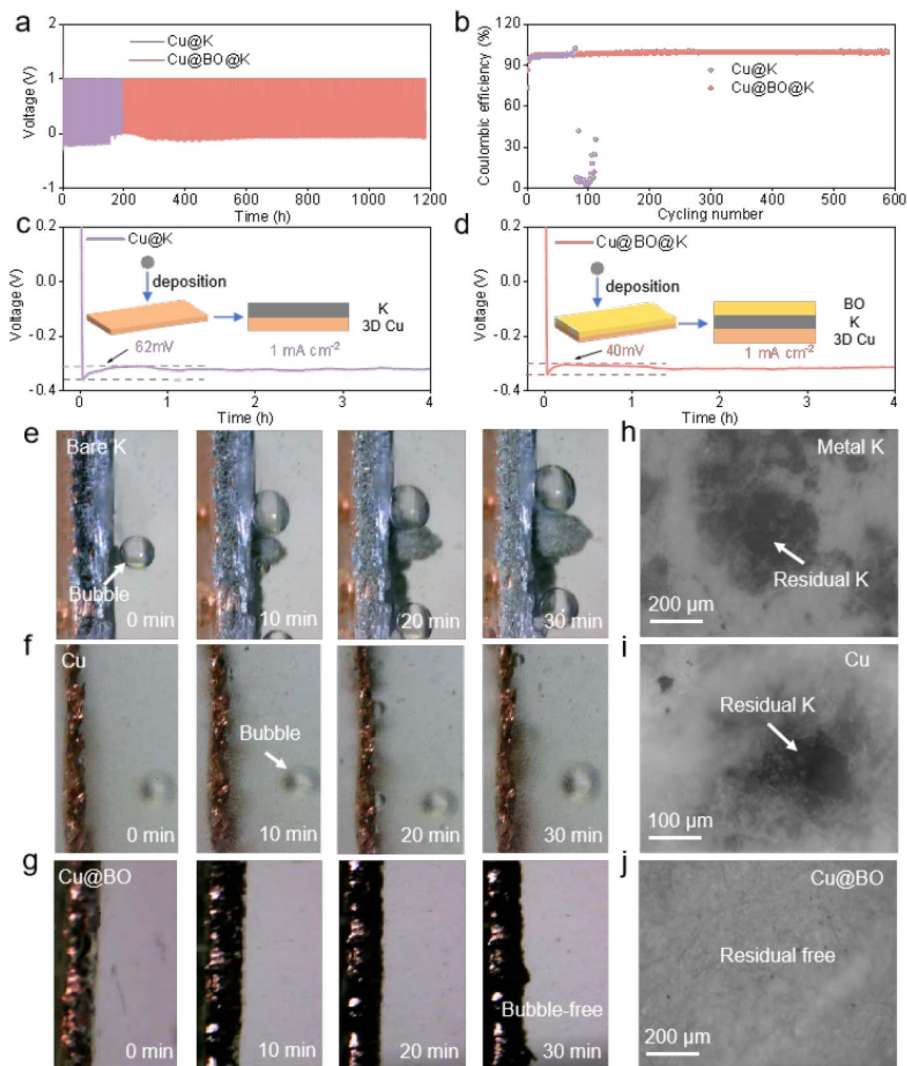 a
Cu@K
Cu@BO@K
Voltage (V)
2
1
0
-1
0 200 400 600 800 1000 1200
Time (h)
b
Coulombic efficiency (%)
120
90
60
30
0
Cu@K
Cu@BO@K
0 100 200 300 400 500 600
Cycling number
c
Voltage (V)
0.2
0.0
-0.2
-0.4
Cu@K
deposition
K
3D Cu
62mV
1 mA cm⁻²
0 1 2 3 4
Time (h)
d
Voltage (V)
0.2
0.0
-0.2
-0.4
Cu@BO@K
deposition
BO
K
3D Cu
40mV
1 mA cm⁻²
0 1 2 3 4
Time (h)
e
Bare K
Bubble
0 min
10 min
20 min
30 min
h
Metal K
Residual K
200 μm
f
Cu
Bubble
0 min
10 min
20 min
30 min
i
Cu
Residual K
100 μm
g
Cu@BO
0 min
10 min
20 min
Bubble-free
30 min
j
Cu@BO
Residual free
200 μm